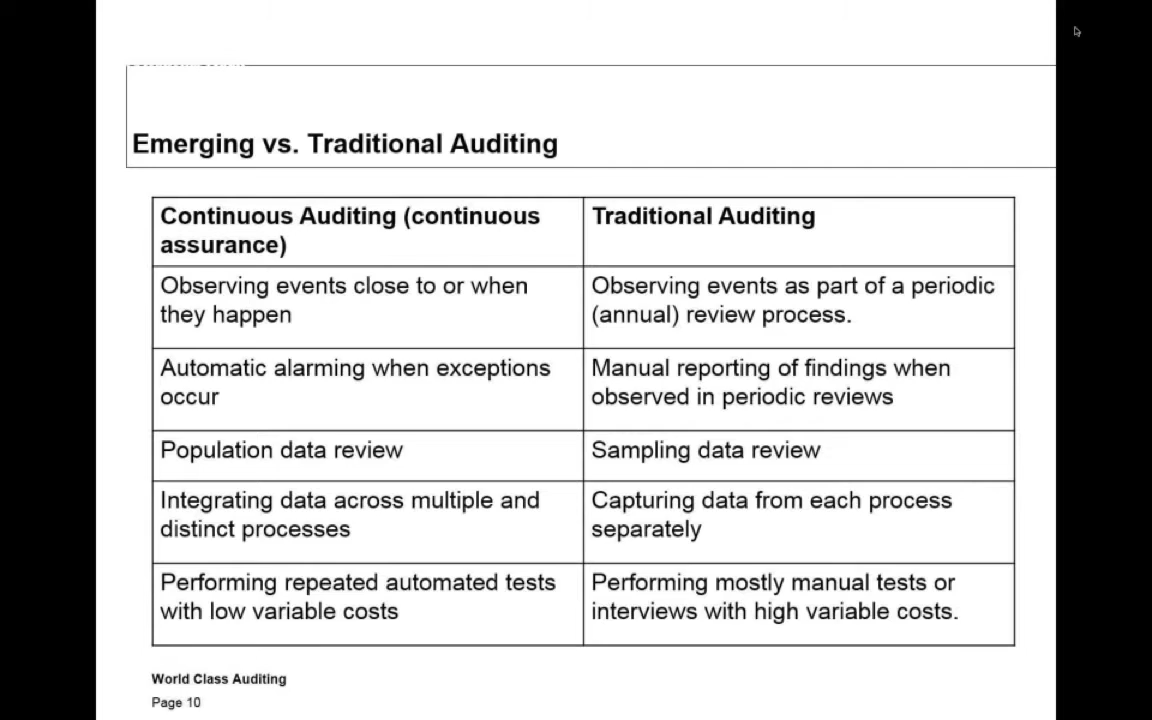 Emerging vs. Traditional Auditing
Continuous Auditing (continuous
assurance)
Traditional Auditing
Observing events close to or when
they happen
Observing events as part of a periodic
(annual) review process.
Automatic alarming when exceptions
occur
Manual reporting of findings when
observed in periodic reviews
Population data review
Sampling data review
Integrating data across multiple and
distinct processes
Capturing data from each process
separately
Performing repeated automated tests
with low variable costs
Performing mostly manual tests or
interviews with high variable costs.
World Class Auditing
Page 10